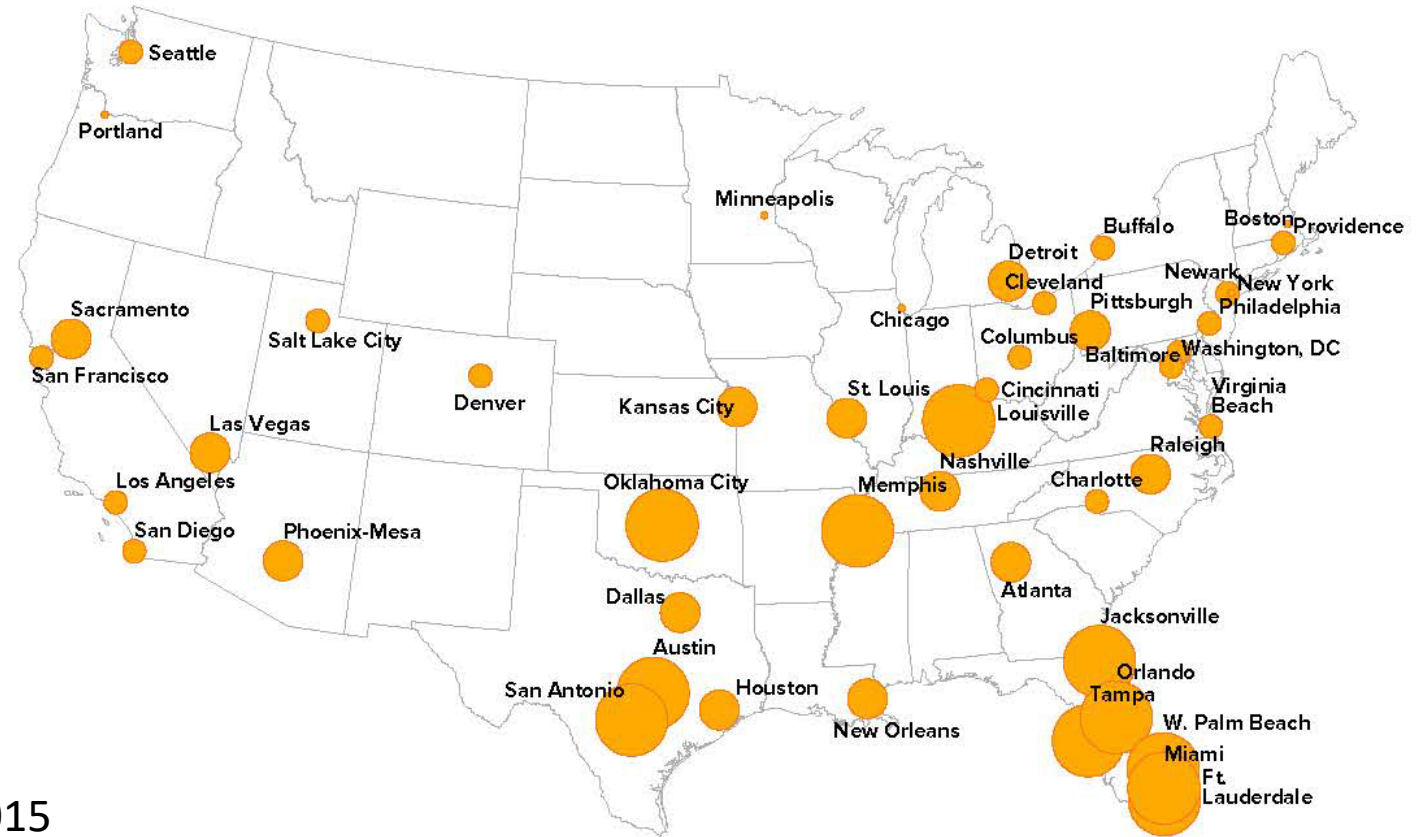 Seattle
Portland
Minneapolis
Boston
Providence
Buffalo
Detroit
Cleveland
Newark
New York
Pittsburgh
Philadelphia
Sacramento
Chicago
Salt Lake City
Columbus
Baltimore
Washington, DC
San Francisco
Denver
Kansas City
St. Louis
Cincinnati
Virginia
Beach
Louisville
Las Vegas
Raleigh
Nashville
Los Angeles
Oklahoma City
Memphis
Charlotte
San Diego
Phoenix-Mesa
Atlanta
Dallas
Jacksonville
Austin
Orlando
San Antonio
Houston
Tampa
W. Palm Beach
New Orleans
Miami
Ft.
Lauderdale
015